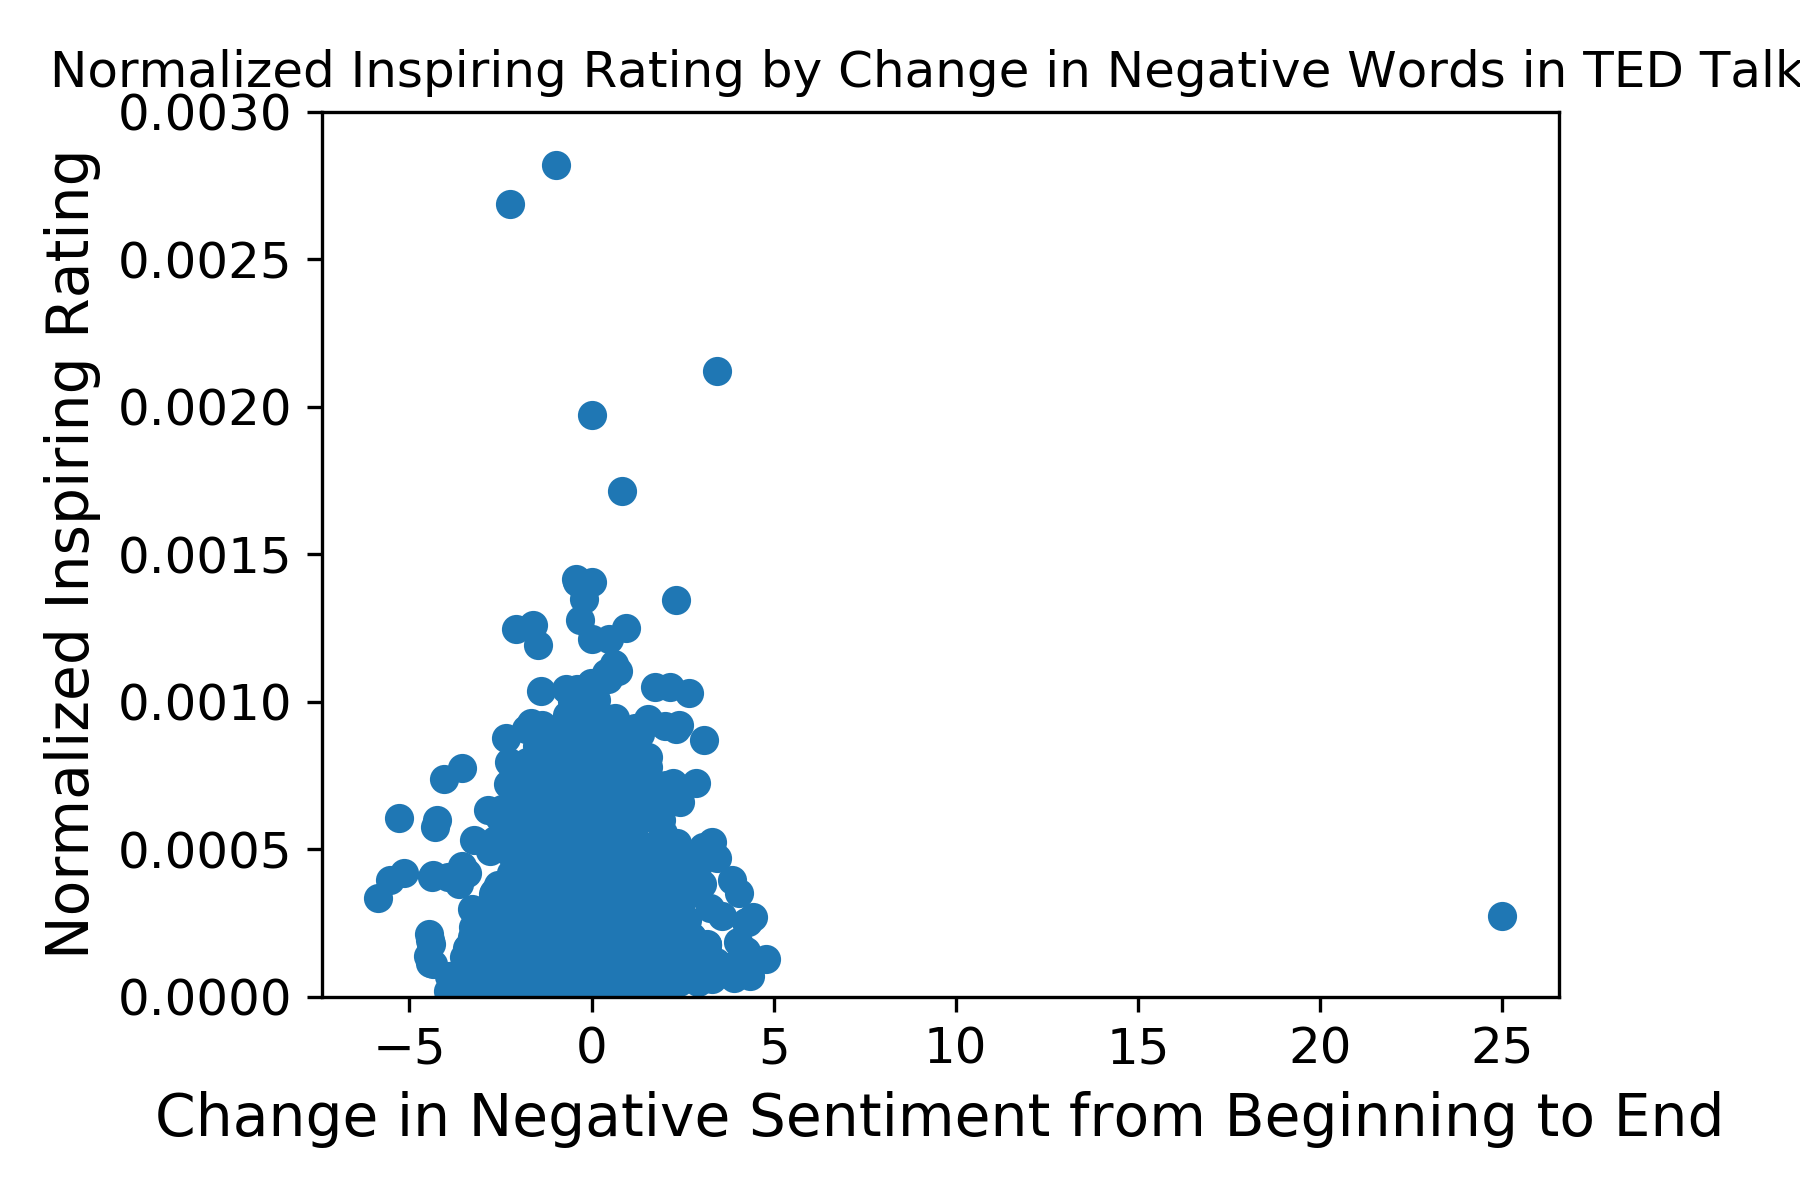 Normalized Inspiring Rating by Change in Negative Words in TED Talk
Normalized Inspiring Rating
0.0030
0.0025
0.0020
0.0015
0.0010
0.0005
0.0000
−5 0 5 10 15 20 25
Change in Negative Sentiment from Beginning to End